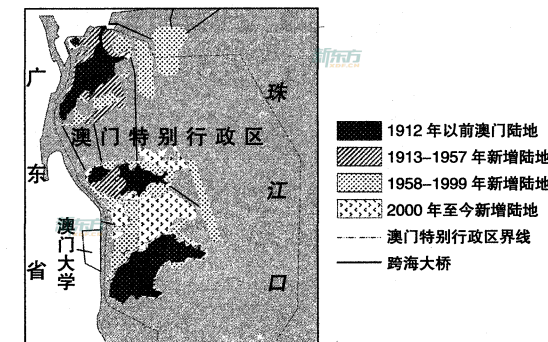 广东省
珠江口
澳门特别行政区
澳门大学
新东方
1912 年以前澳门陆地
1913–1957 年新增陆地
1958–1999 年新增陆地
2000 年至今新增陆地
澳门特别行政区界线
跨海大桥